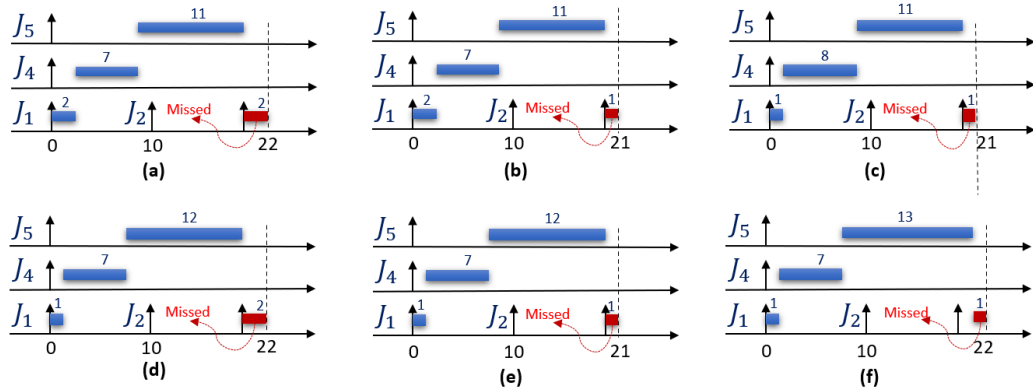 J5 11
J4 7
J1 2 J2 Missed 2
0 10 22
(a)
J5 11
J4 7
J1 2 J2 Missed 1
0 10 21
(b)
J5 11
J4 8
J1 1 J2 Missed 1
0 10 21
(c)
J5 12
J4 7
J1 1 J2 Missed 2
0 10 22
(d)
J5 12
J4 7
J1 1 J2 Missed 1
0 10 21
(e)
J5 13
J4 7
J1 1 J2 Missed 1
0 10 22
(f)